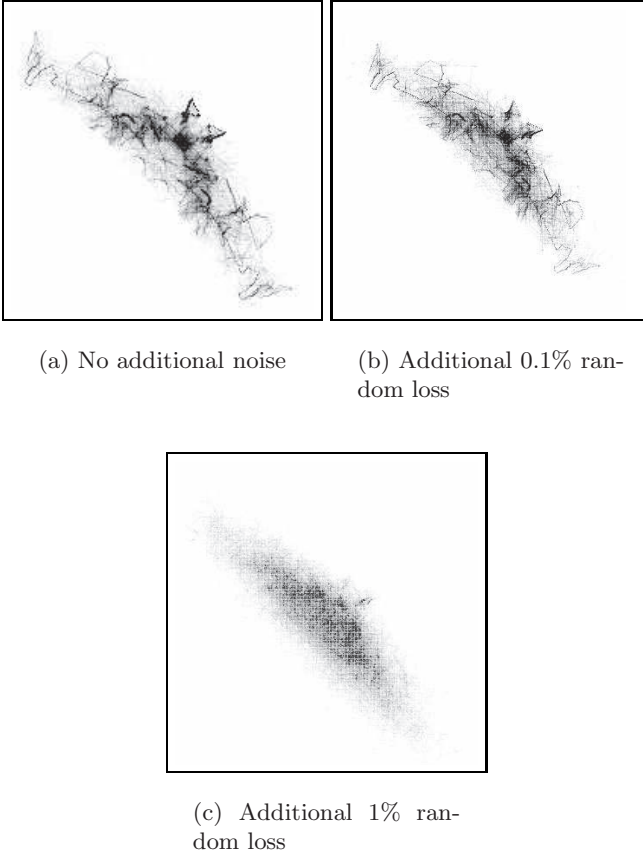 (a) No additional noise
(b) Additional 0.1% ran-
dom loss
(c) Additional 1% ran-
dom loss